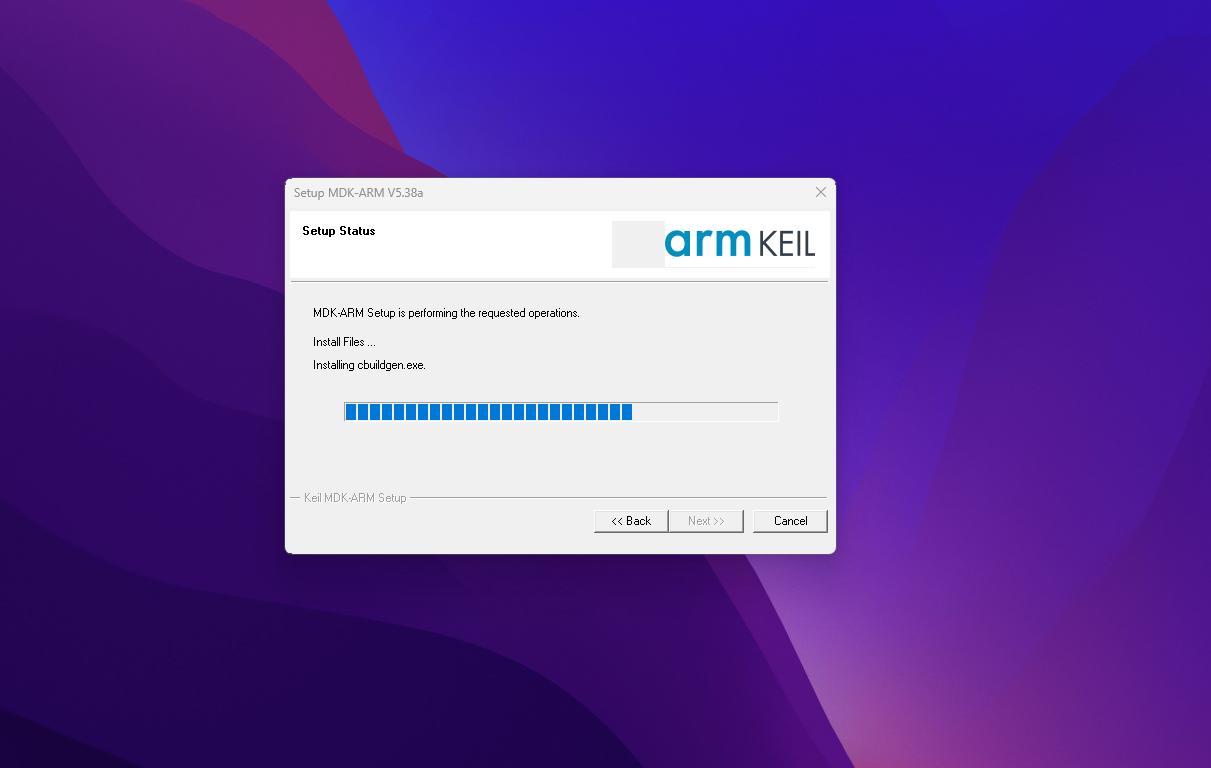 Setup MDK-ARM V5.38a
Setup Status
arm KEIL
MDK-ARM Setup is performing the requested operations.
Install Files ...
Installing cbuildgen.exe.
Keil MDK-ARM Setup
<< Back
Next >>
Cancel